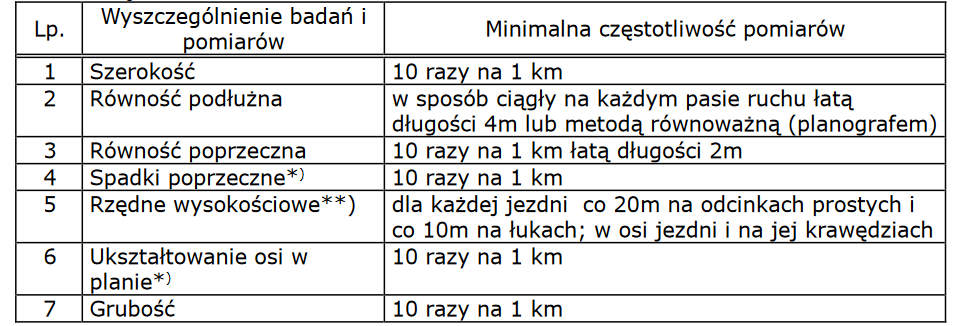 Lp. Wyszczególnienie badań i pomiarów Minimalna częstotliwość pomiarów
1 Szerokość 10 razy na 1 km
2 Równość podłużna w sposób ciągły na każdym pasie ruchu łatą
długości 4m lub metodą równoważną (planografem)
3 Równość poprzeczna 10 razy na 1 km łatą długości 2m
4 Spadki poprzeczne*) 10 razy na 1 km
5 Rzędne wysokościowe**) dla każdej jezdni co 20m na odcinkach prostych i
co 10m na łukach; w osi jezdni i na jej krawędziach
6 Ukształtowanie osi w planie*) 10 razy na 1 km
7 Grubość 10 razy na 1 km